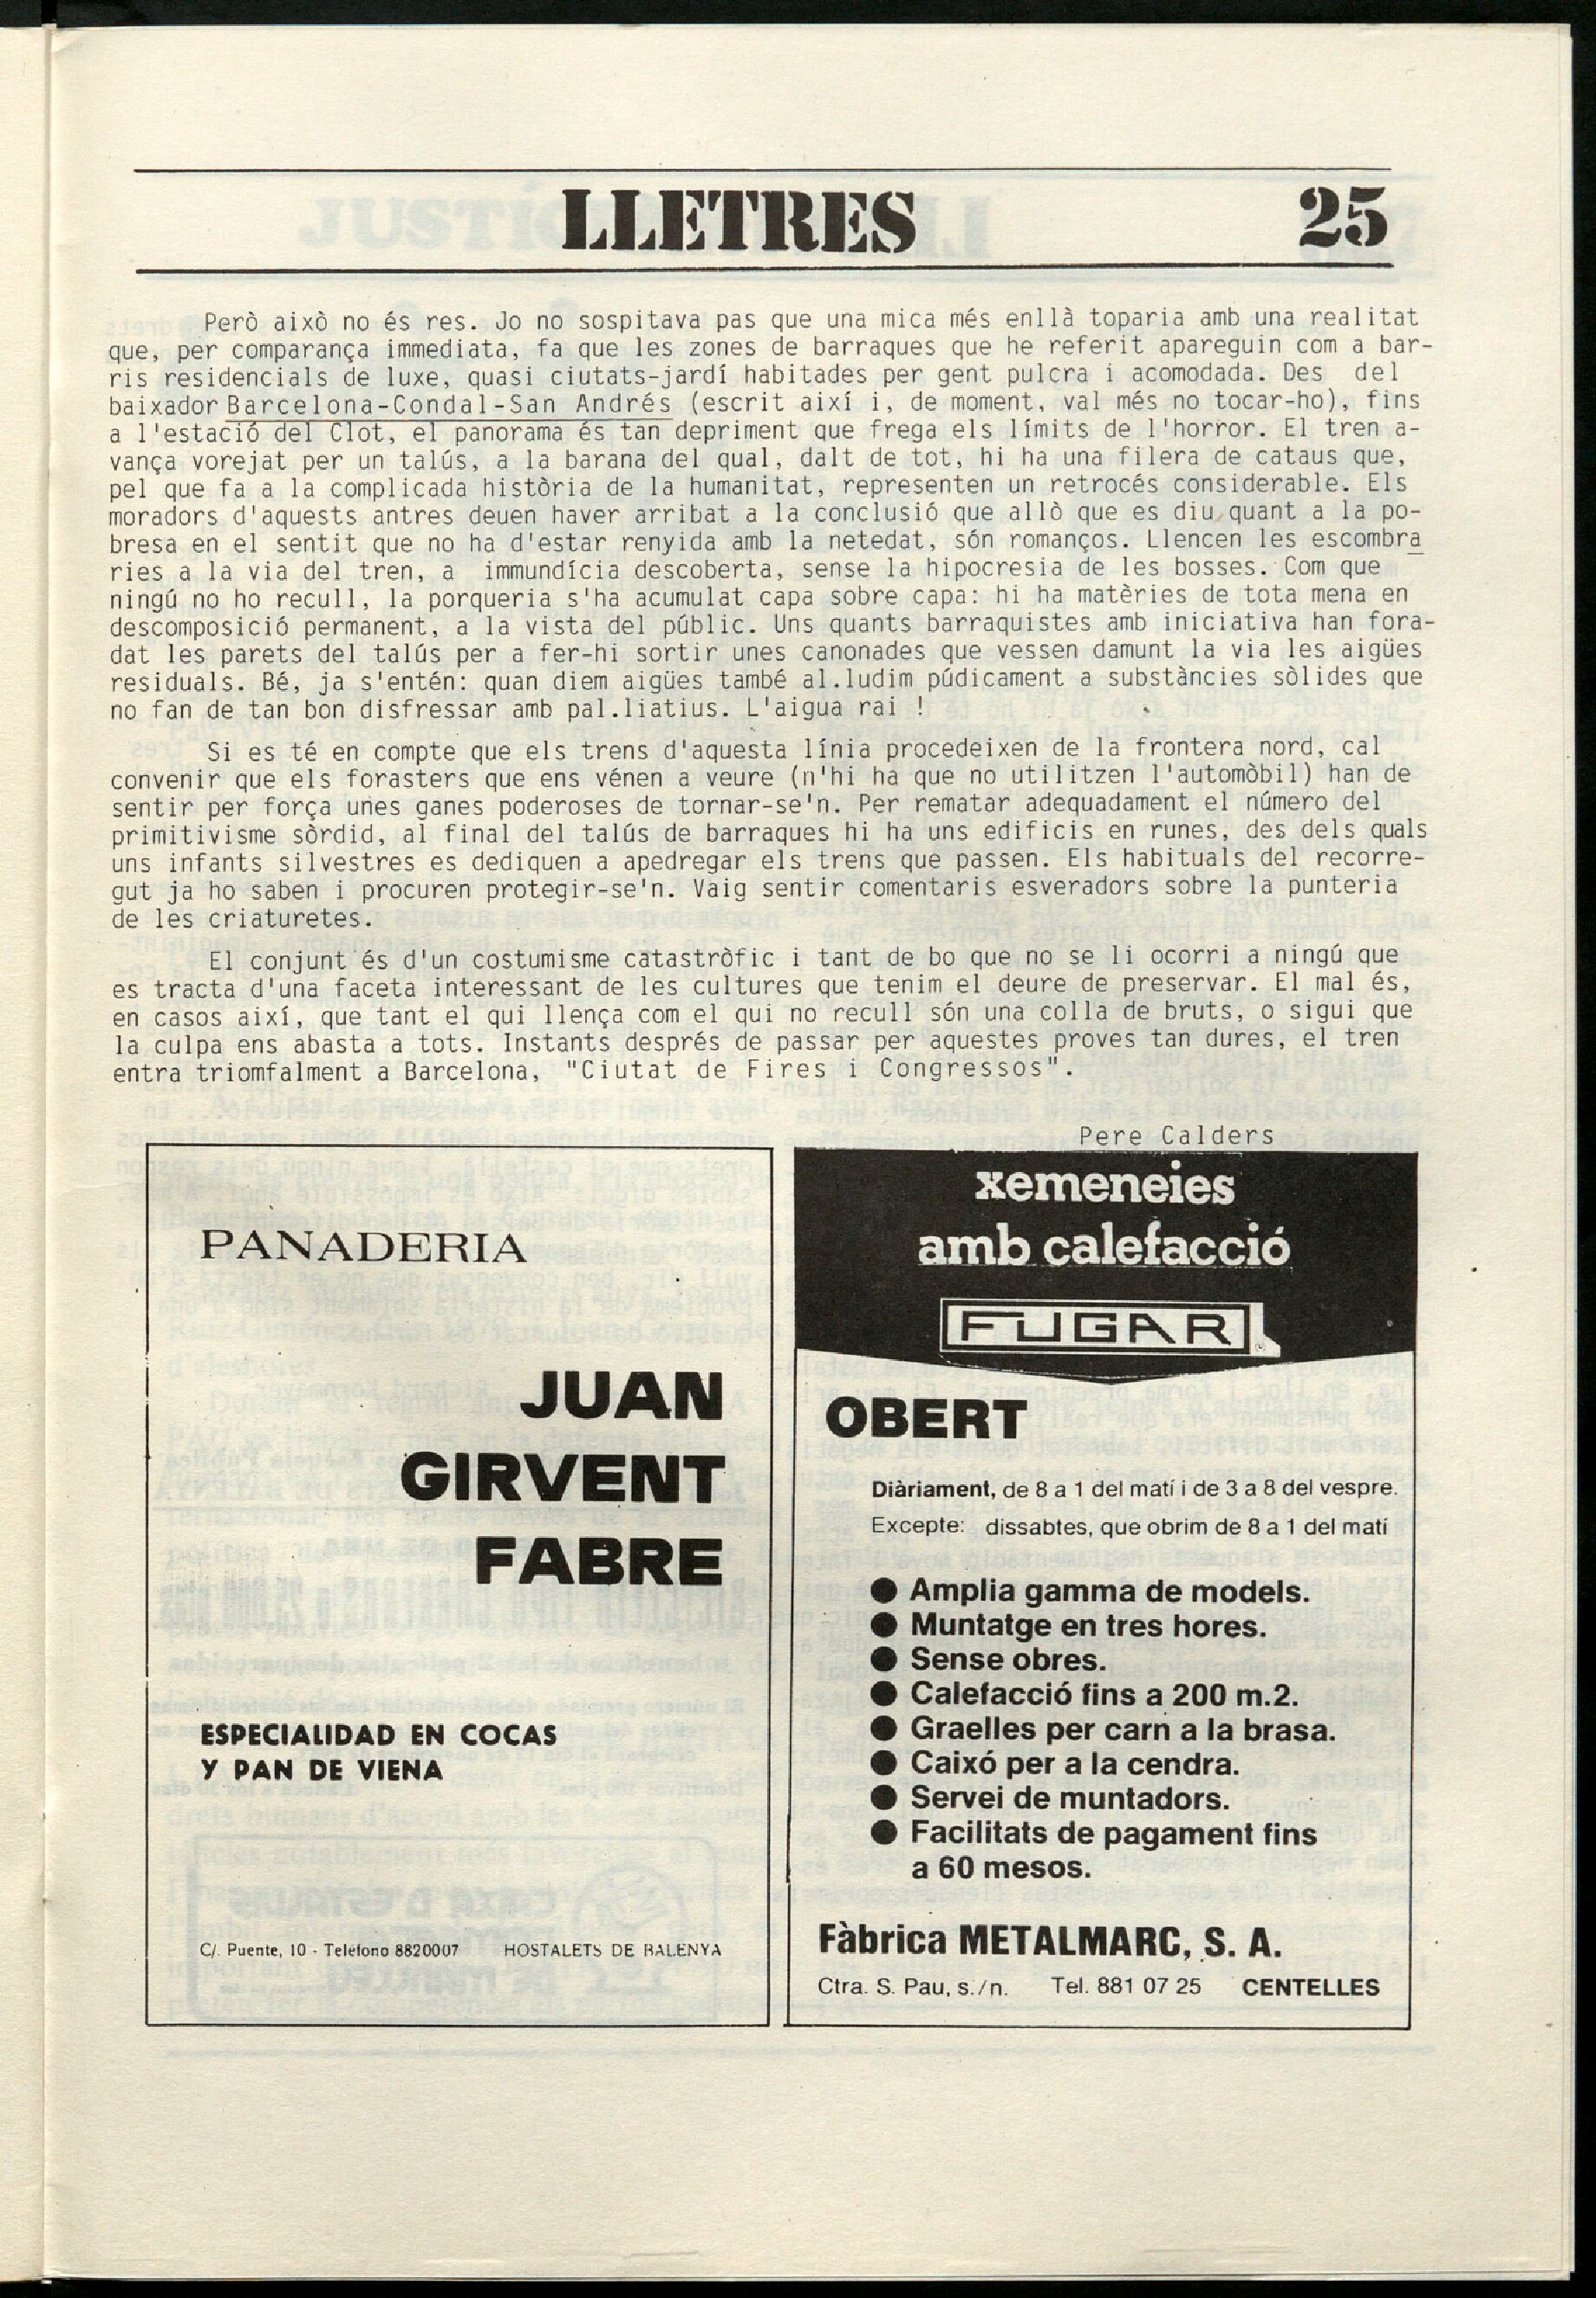 LLETRES 25
Però això no és res. Jo no sospitava pas que una mica més enllà toparia amb una realitat
que, per comparança immediata, fa que les zones de barraques que he referit apareguin com a bar-
ris residencials de luxe, quasi ciutats-jardí habitades per gent pulcra i acomodada. Des del
baixador Barcelona-Condal-San Andrés (escrit així i, de moment, val més no tocar-ho), fins
a l'estació del Clot, el panorama és tan depriment que frega els límits de l'horror. El tren a-
vança vorejat per un talús, a la barana del qual, dalt de tot, hi ha una filera de cataus que,
pel que fa a la complicada història de la humanitat, representen un retrocés considerable. Els
moradors d'aquests antres deuen haver arribat a la conclusió que allò que es diu quant a la po-
bresa en el sentit que no ha d'estar renyida amb la netedat, són romanços. Llencen les escombra
ries a la via del tren, a immundícia descoberta, sense la hipocresia de les bosses. Com que
ningú no ho recull, la porqueria s'ha acumulat capa sobre capa: hi ha matèries de tota mena en
descomposició permanent, a la vista del públic. Uns quants barraquistes amb iniciativa han fora-
dat les parets del talús per a fer-hi sortir unes canonades que vessen damunt la via les aigües
residuals. Bé, ja s'entén: quan diem aigües també al.ludim púdicament a substàncies sòlides que
no fan de tan bon disfressar amb pal.liatius. L'aigua rai !
Si es té en compte que els trens d'aquesta línia procedeixen de la frontera nord, cal
convenir que els forasters que ens vénen a veure (n'hi ha que no utilitzen l'automòbil) han de
sentir per força unes ganes poderoses de tornar-se'n. Per rematar adequadament el número del
primitivisme sòrdid, al final del talús de barraques hi ha uns edificis en runes, des dels quals
uns infants silvestres es dediquen a apedregar els trens que passen. Els habituals del recorre-
gut ja ho saben i procuren protegir-se'n. Vaig sentir comentaris esveradors sobre la punteria
de les criaturetes.
El conjunt és d'un costumisme catastròfic i tant de bo que no se li ocorri a ningú que
es tracta d'una faceta interessant de les cultures que tenim el deure de preservar. El mal és,
en casos així, que tant el qui llença com el qui no recull són una colla de bruts, o sigui que
la culpa ens abasta a tots. Instants després de passar per aquestes proves tan dures, el tren
entra triomfalment a Barcelona, "Ciutat de Fires i Congressos".
Pere Calders
PANADERIA
JUAN
GIRVENT
FABRE
ESPECIALIDAD EN COCAS
Y PAN DE VIENA
C/. Puente, 10 - Teléfono 8820007 HOSTALETS DE BALENYA
xemeneies
amb calefacció
FUGAR
OBERT
Diàriament, de 8 a 1 del matí i de 3 a 8 del vespre.
Excepte: dissabtes, que obrim de 8 a 1 del matí
● Amplia gamma de models.
● Muntatge en tres hores.
● Sense obres.
● Calefacció fins a 200 m.2.
● Graelles per carn a la brasa.
● Caixó per a la cendra.
● Servei de muntadors.
● Facilitats de pagament fins
a 60 mesos.
Fàbrica METALMARC, S. A.
Ctra. S. Pau, s./n. Tel. 881 07 25 CENTELLES